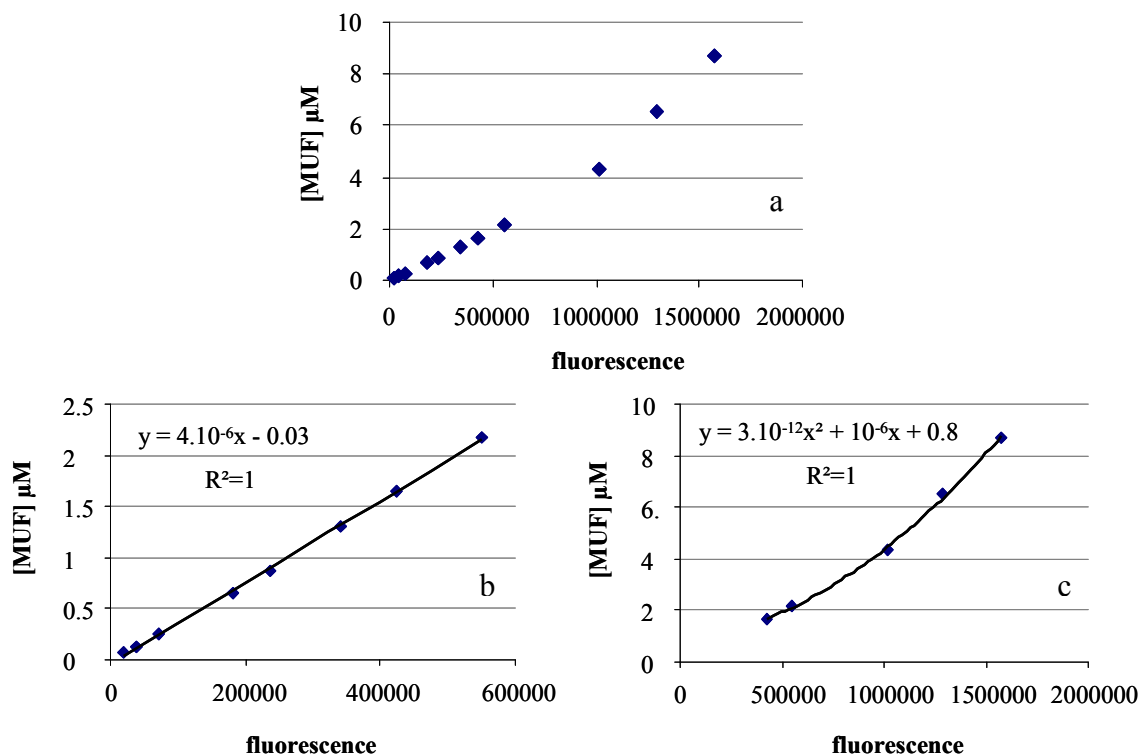 10
8
6
4
2
0
[MUF] µM
a
0 500000 1000000 1500000 2000000
fluorescence
2.5
2
1.5
1
0.5
0
[MUF] µM
y = 4.10⁻⁶x - 0.03
R²=1
b
0 200000 400000 600000
fluorescence
10
8
6.
4
2
0
[MUF] µM
y = 3.10⁻¹²x² + 10⁻⁶x + 0.8
R²=1
c
0 500000 1000000 1500000 2000000
fluorescence